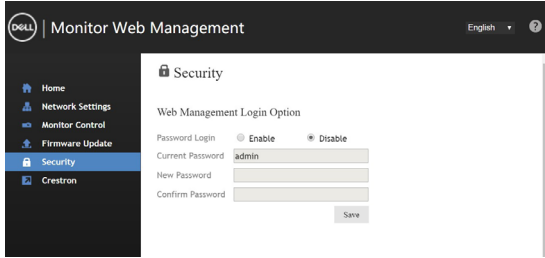 DELL | Monitor Web Management
English
?
Home
Network Settings
Monitor Control
Firmware Update
Security
Crestron
Security
Web Management Login Option
Password Login Enable Disable
Current Password admin
New Password
Confirm Password
Save